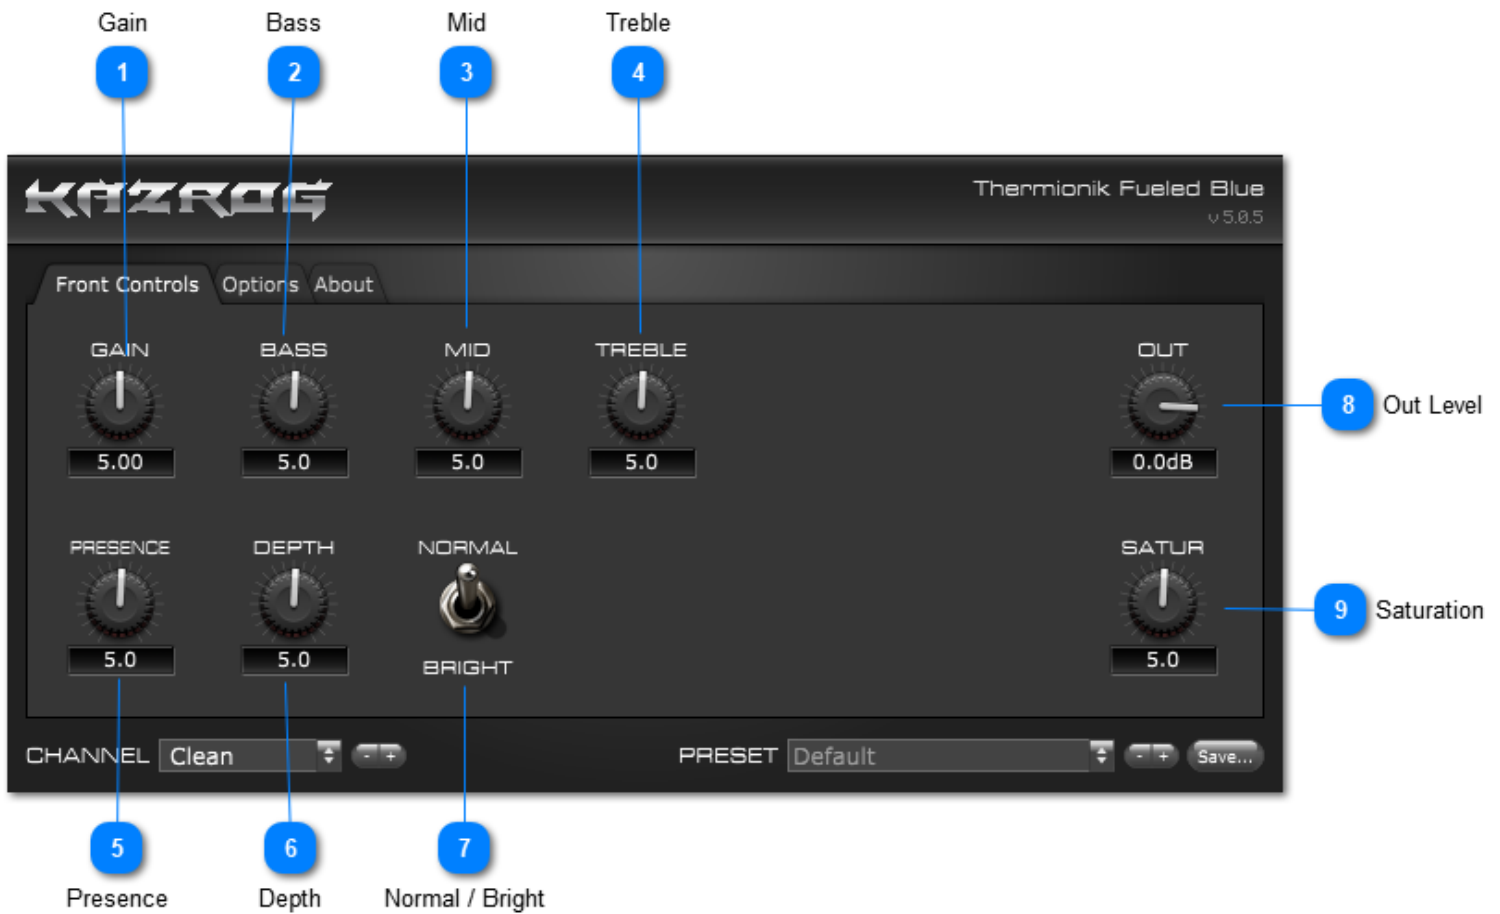 Gain Bass Mid Treble
1 2 3 4
KAZROG
Thermionik Fueled Blue
v 5.0.5
Front Controls Options About
GAIN BASS MID TREBLE OUT
8 Out Level
5.00 5.0 5.0 5.0 0.0dB
PRESENCE DEPTH NORMAL SATUR
9 Saturation
5.0 5.0 BRIGHT 5.0
CHANNEL Clean - + PRESET Default - + Save...
5 6 7
Presence Depth Normal / Bright